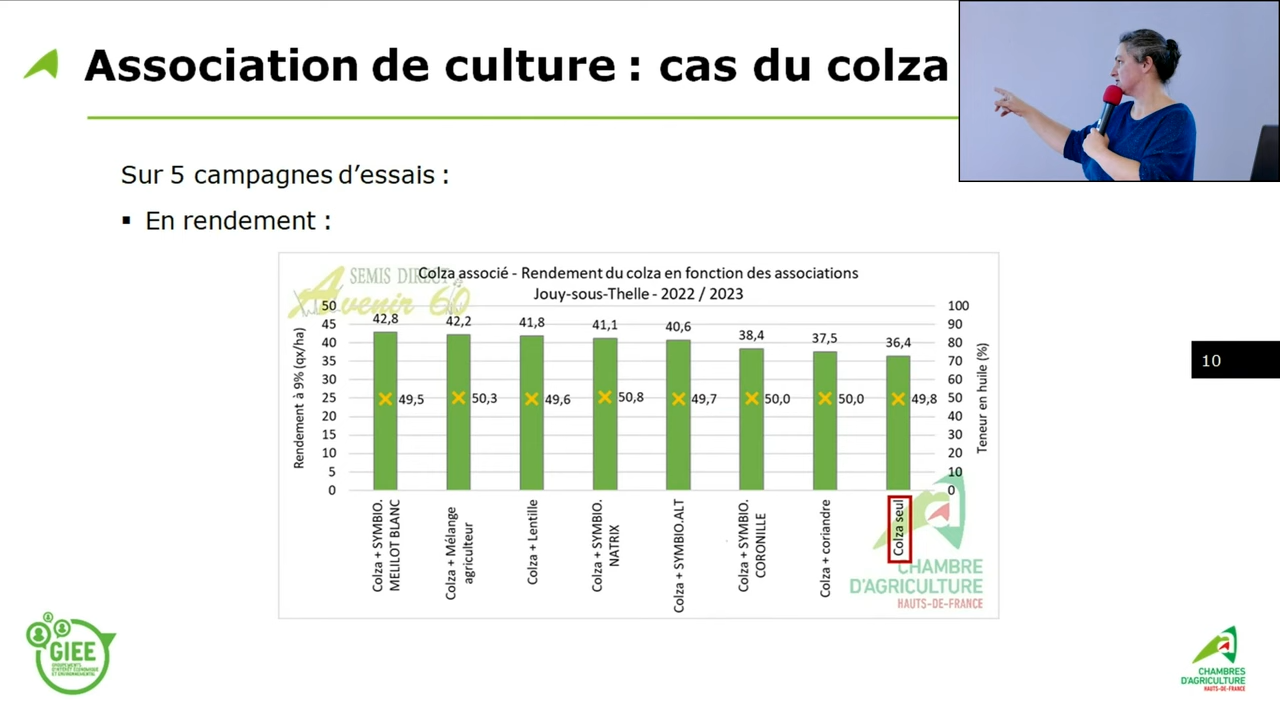 Association de culture : cas du colza
Sur 5 campagnes d'essais :
▪ En rendement :
SEMIS DIRECT
Avenir 60
Colza associé - Rendement du colza en fonction des associations
Jouy-sous-Thelle - 2022 / 2023
Rendement à 9% (qx/ha)
50
45
40
35
30
25
20
15
10
5
0
42,8
42,2
41,8
41,1
40,6
38,4
37,5
36,4
49,5
50,3
49,6
50,8
49,7
50,0
50,0
49,8
100
90
80
70
60
50
40
30
20
10
0
Teneur en huile (%)
Colza + SYMBIO.
MELILOT BLANC
Colza + Mélange
agriculteur
Colza + Lentille
Colza + SYMBIO.
NATRIX
Colza + SYMBIO.ALT
Colza + SYMBIO.
CORONILLE
Colza + coriandre
Colza seul
CHAMBRE
D'AGRICULTURE
HAUTS-DE-FRANCE
10
GIEE
GROUPEMENTS
D'INTÉRÊT ÉCONOMIQUE
ET ENVIRONNEMENTAL
CHAMBRES
D'AGRICULTURE
HAUTS-DE-FRANCE